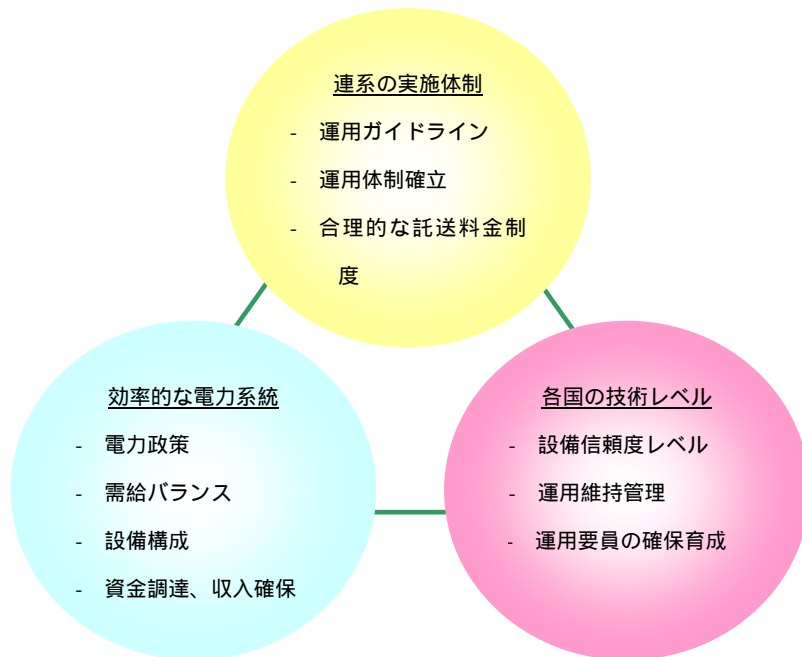 連系の実施体制
- 運用ガイドライン
- 運用体制確立
- 合理的な託送料金制
度
効率的な電力系統
- 電力政策
- 需給バランス
- 設備構成
- 資金調達、収入確保
各国の技術レベル
- 設備信頼度レベル
- 運用維持管理
- 運用要員の確保育成